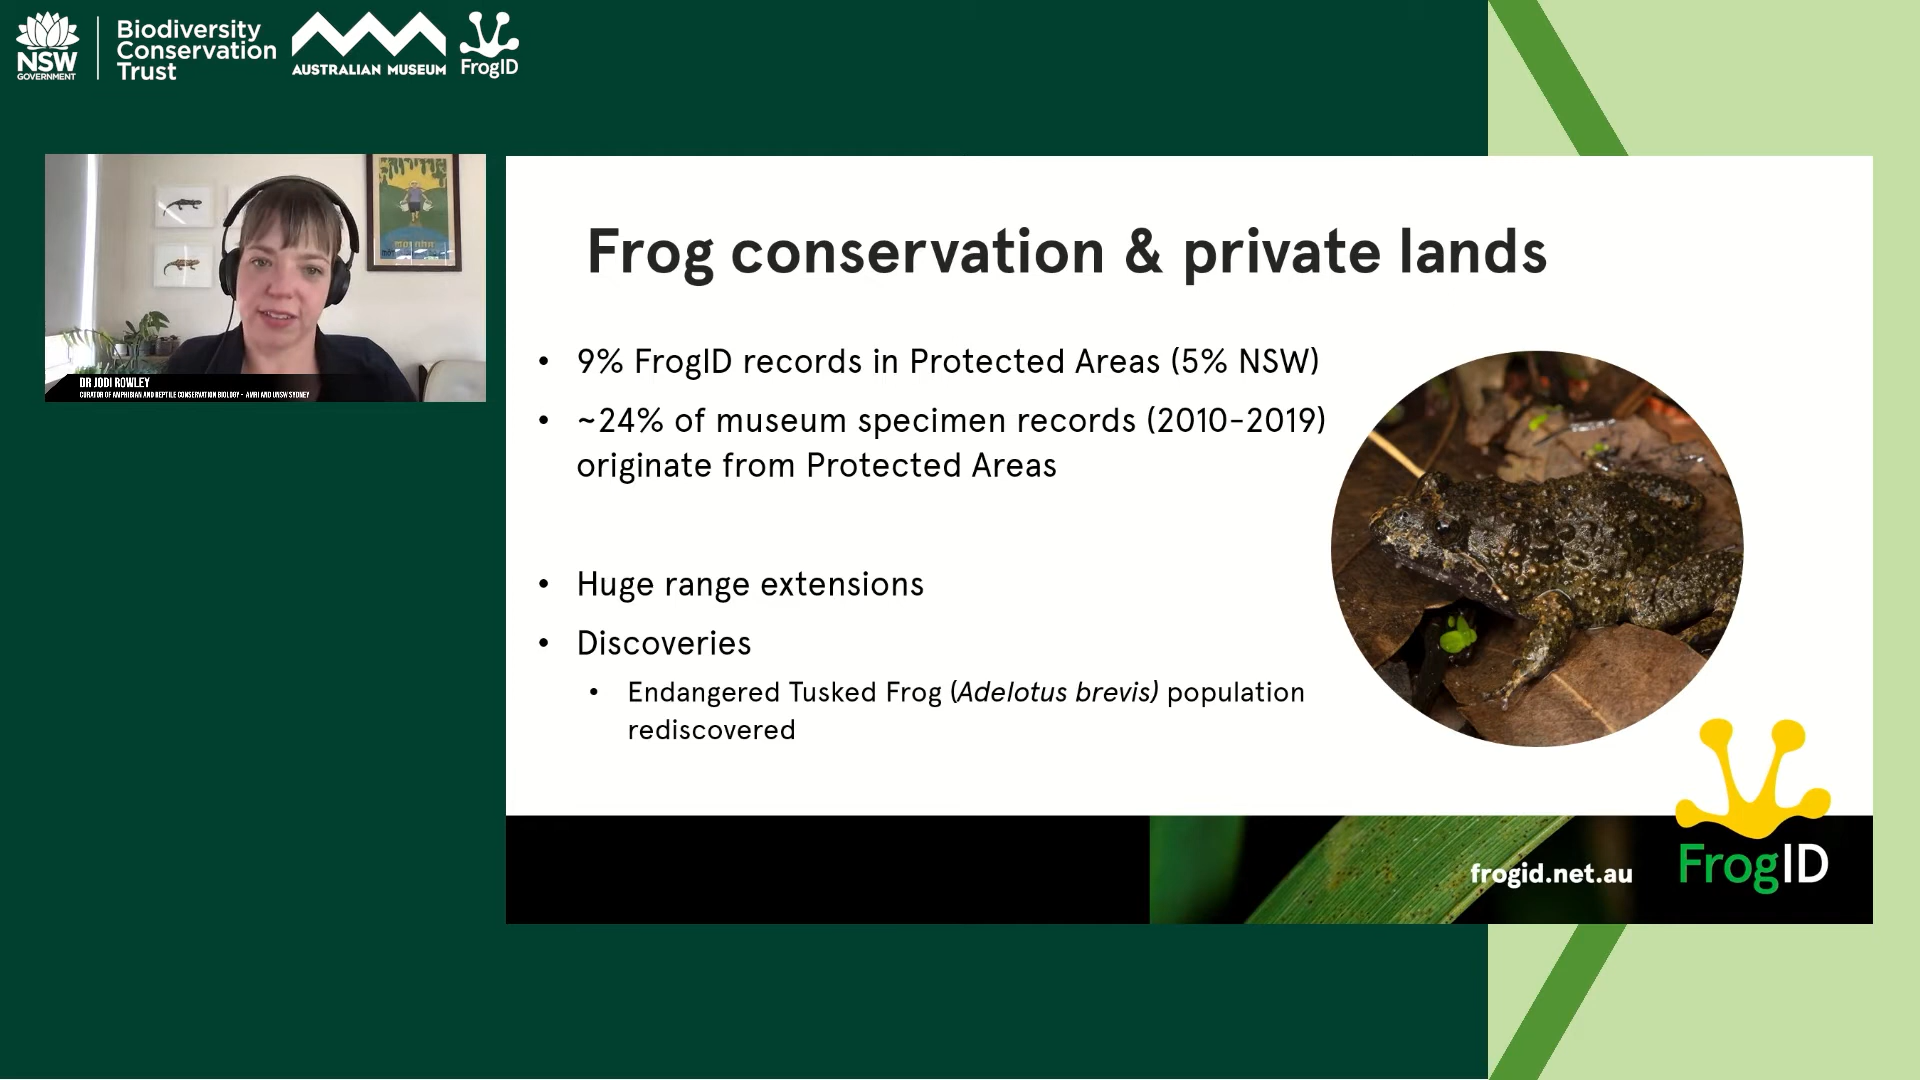 NSW
GOVERNMENT
Biodiversity
Conservation
Trust
AUSTRALIAN MUSEUM
FrogID
DR JODI ROWLEY
CURATOR OF AMPHIBIAN AND REPTILE CONSERVATION BIOLOGY - AMRI AND UNSW SYDNEY
Frog conservation & private lands
• 9% FrogID records in Protected Areas (5% NSW)
• ~24% of museum specimen records (2010-2019)
originate from Protected Areas
• Huge range extensions
• Discoveries
• Endangered Tusked Frog (Adelotus brevis) population
rediscovered
frogid.net.au
FrogID